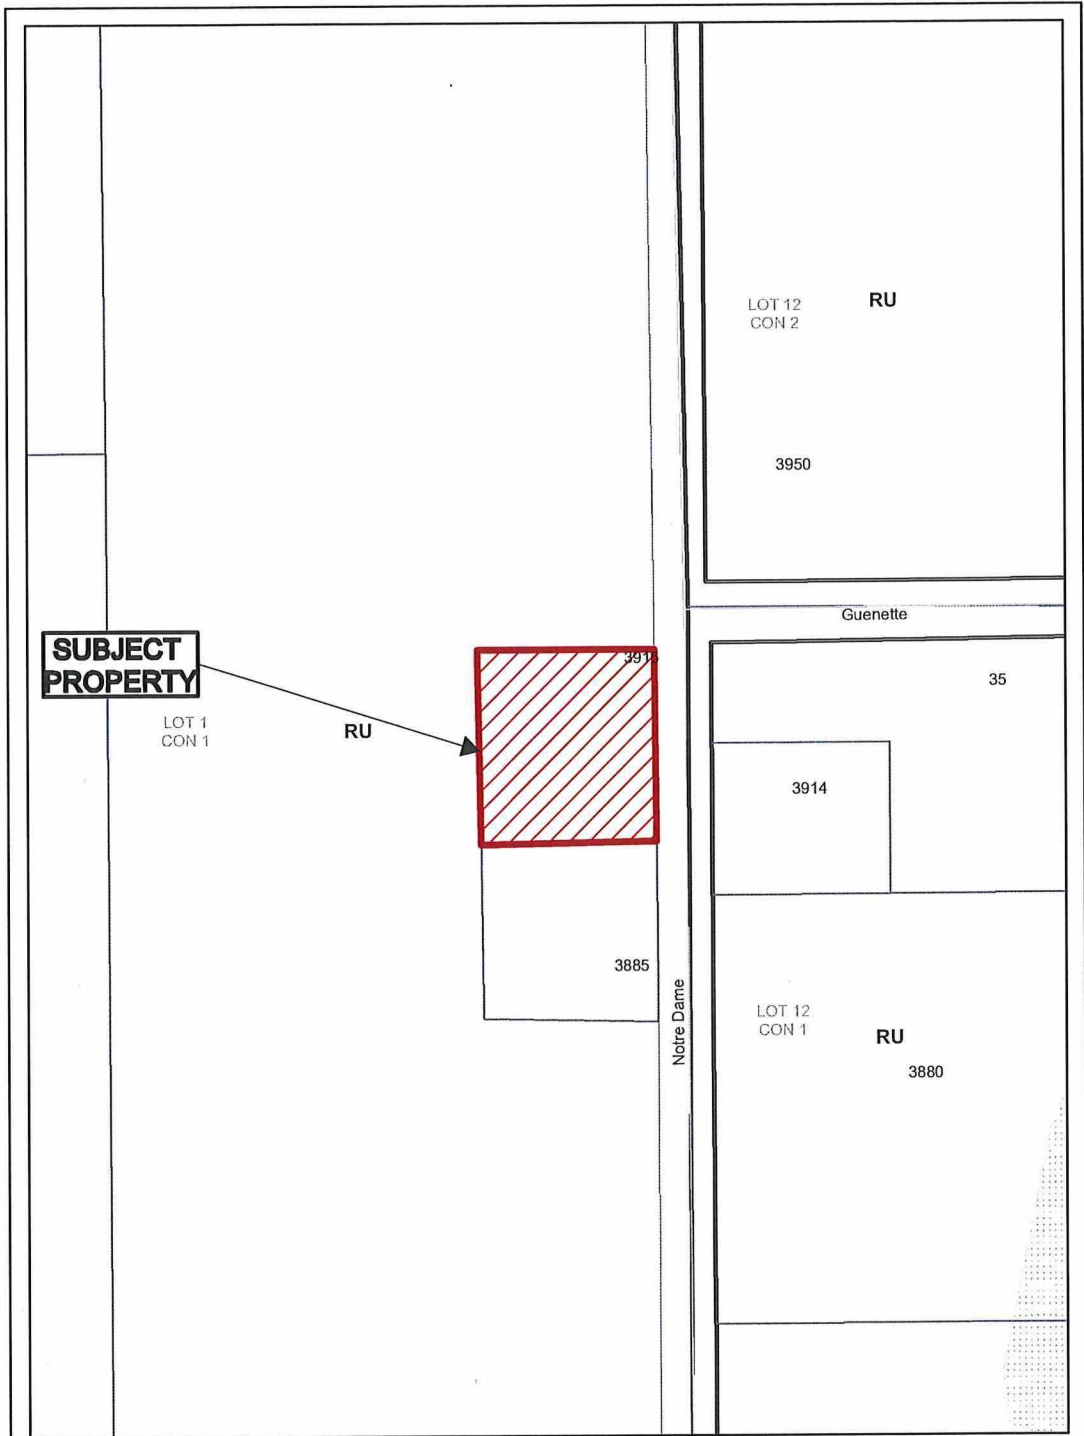 LOT 12
CON 2
RU
3950
Guenette
SUBJECT
PROPERTY
LOT 1
CON 1
RU
35
3914
3885
Notre Dame
LOT 12
CON 1
RU
3880